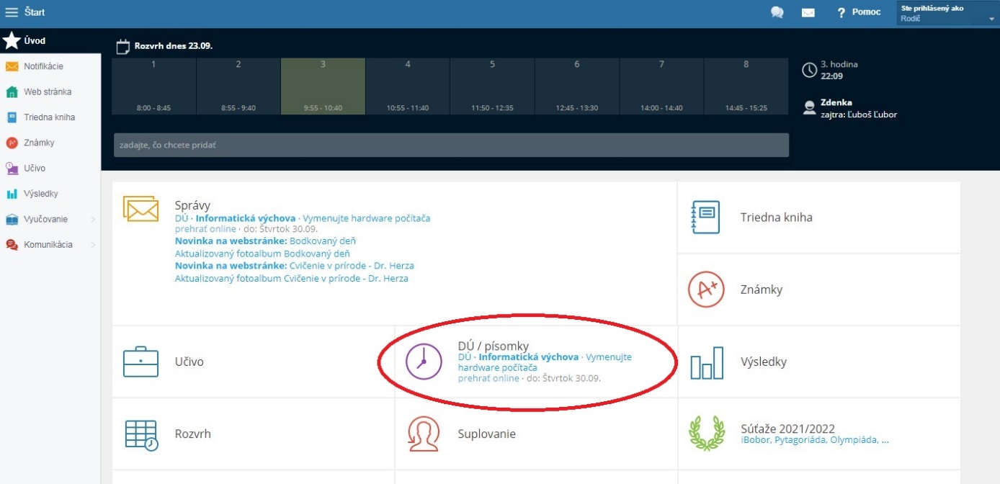 Štart
Pomoc
Ste prihlásený ako
Rodič
Úvod
Notifikácie
Web stránka
Triedna kniha
Známky
Učivo
Výsledky
Vyučovanie
Komunikácia
Rozvrh dnes 23.09.
1 2 3 4 5 6 7 8
8:00 - 8:45 8:55 - 9:40 9:55 - 10:40 10:55 - 11:40 11:50 - 12:35 12:45 - 13:30 14:00 - 14:40 14:45 - 15:25
3. hodina
22:09
Zdenka
zajtra: Ľuboš Ľubor
zadajte, čo chcete pridať
Správy
DÚ · Informatická výchova · Vymenujte hardware počítača
prehrať online · do: Štvrtok 30.09.
Novinka na webstránke: Bodkovaný deň
Aktualizovaný fotoalbum Bodkovaný deň
Novinka na webstránke: Cvičenie v prírode - Dr. Herza
Aktualizovaný fotoalbum Cvičenie v prírode - Dr. Herza
Triedna kniha
A+
Známky
Učivo
DÚ / písomky
DÚ · Informatická výchova · Vymenujte
hardware počítača
prehrať online · do: Štvrtok 30.09.
Výsledky
Rozvrh
Suplovanie
Súťaže 2021/2022
iBobor, Pytagoriáda, Olympiáda, ...